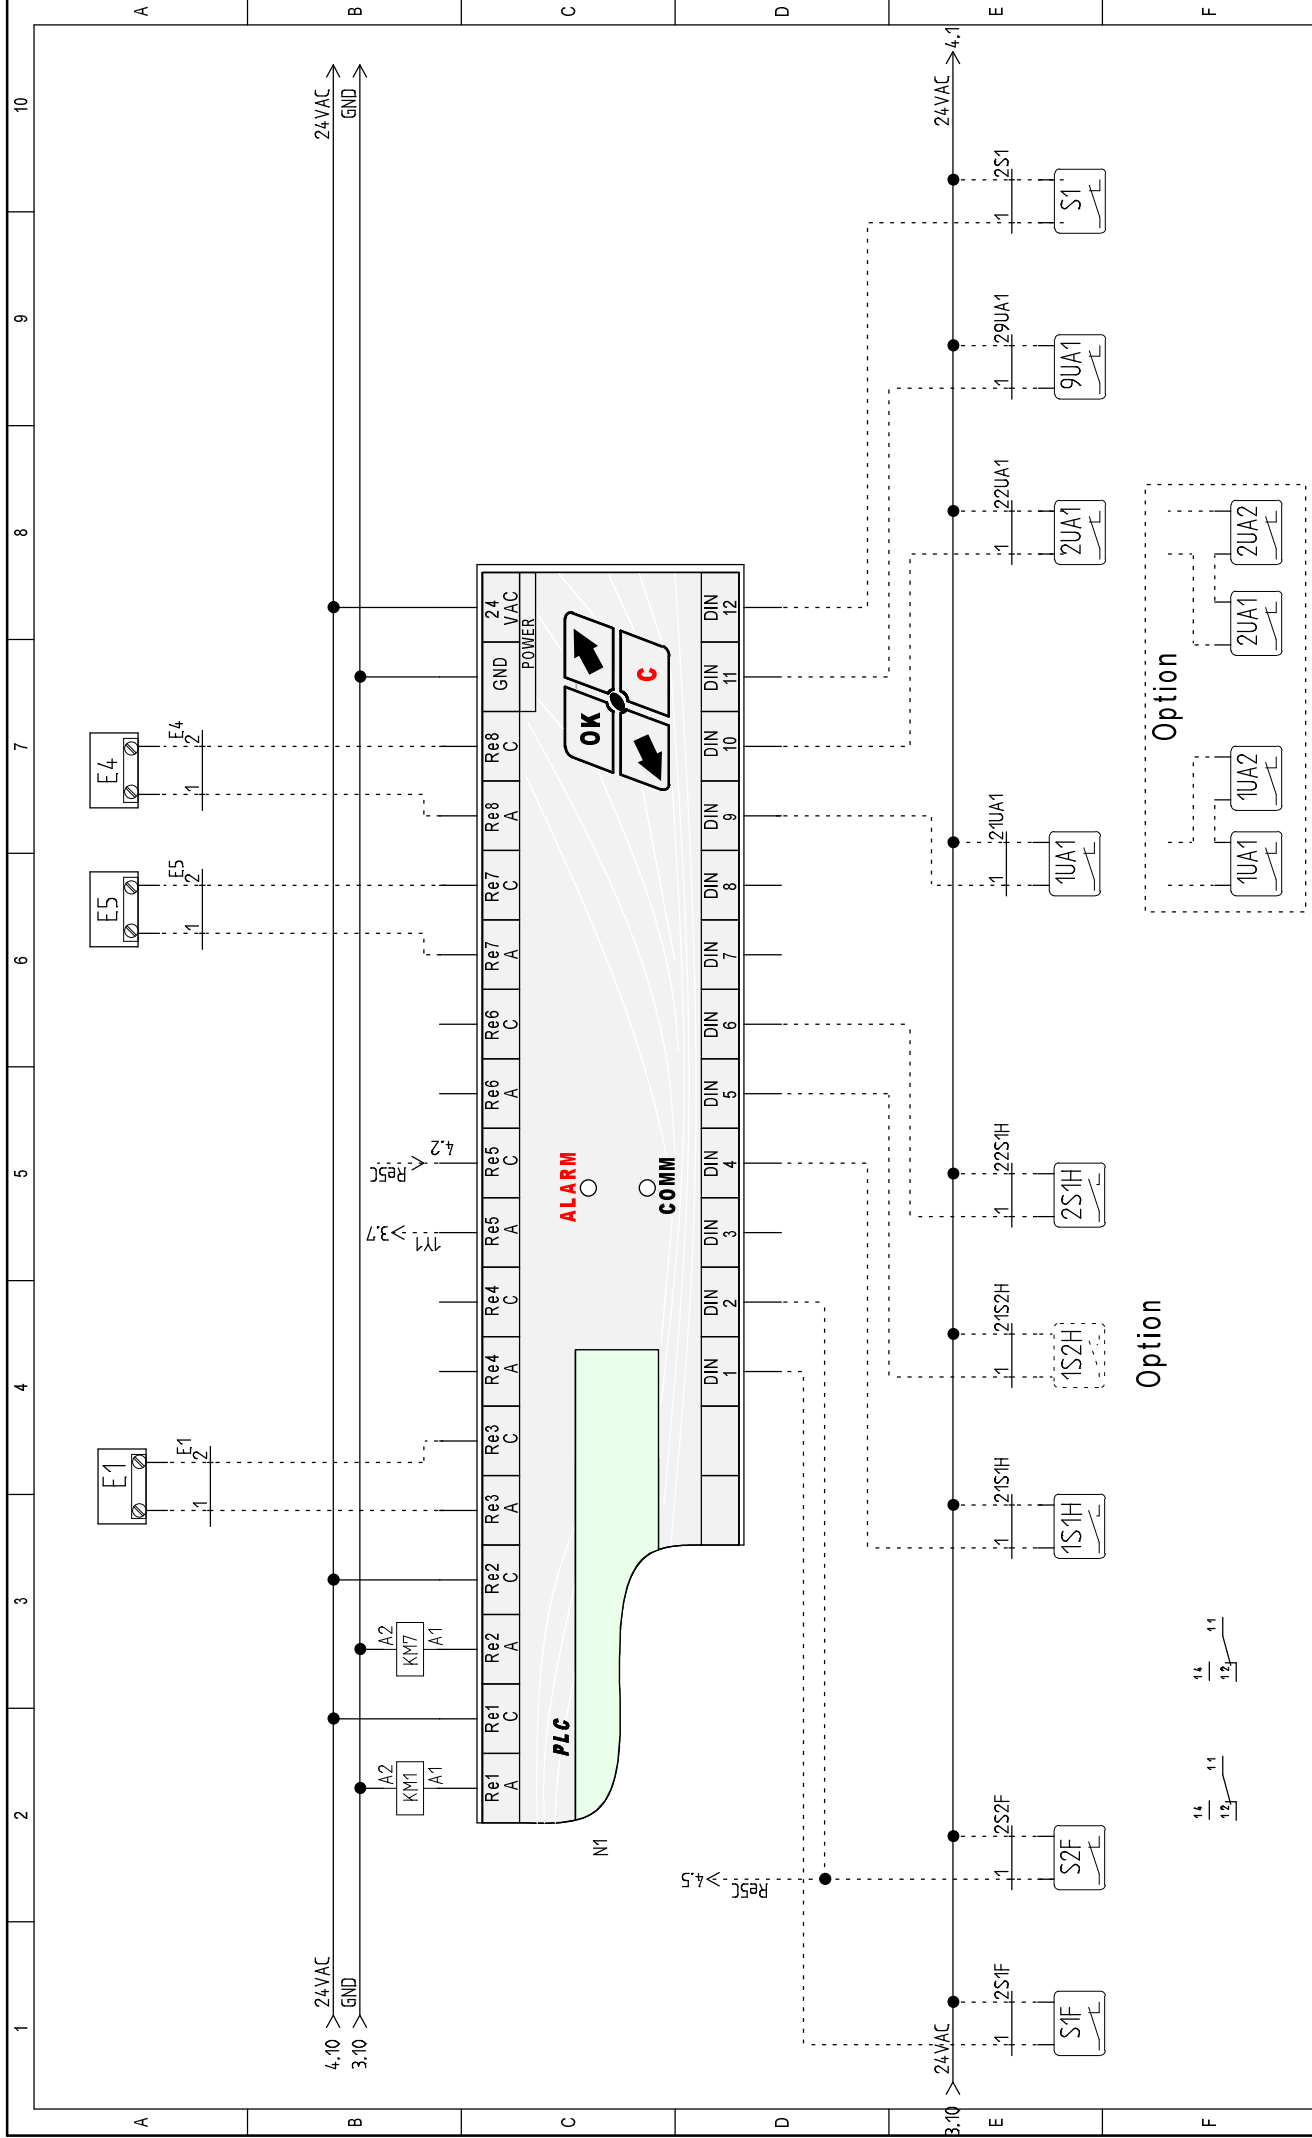 1 2 3 4 5 6 7 8 9 10
A A
B B
C C
D D
E E
F F
E1
E1
1 2
E5
E5
1 2
E4
E4
1 2
4.10 24VAC 24VAC
3.10 GND GND
A2 A2
KM1 KM7
A1 A1
3.7
1Y1
Re5C
4.2
Re1 A
Re1 C
Re2 A
Re2 C
Re3 A
Re3 C
Re4 A
Re4 C
Re5 A
Re5 C
Re6 A
Re6 C
Re7 A
Re7 C
Re8 A
Re8 C
GND
24 VAC
POWER
PLC
ALARM
COMM
OK
C
N1
DIN 1
DIN 2
DIN 3
DIN 4
DIN 5
DIN 6
DIN 7
DIN 8
DIN 9
DIN 10
DIN 11
DIN 12
4.5
Re5C
3.10 24VAC 24VAC 4.1
1 2S1F
S1F
1 2S2F
S2F
1 21S1H
1S1H
1 21S2H
1S2H
Option
1 22S1H
2S1H
1 21UA1
1UA1
1 22UA1
2UA1
1 29UA1
9UA1
1 2S1
S1
Option
1UA1 1UA2 2UA1 2UA2
14 12 11
14 12 11